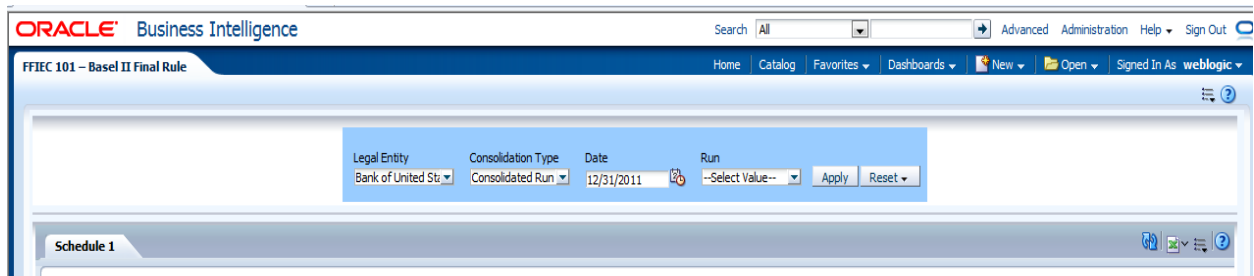 ORACLE Business Intelligence Search All Advanced Administration Help Sign Out
FFIEC 101 – Basel II Final Rule Home Catalog Favorites Dashboards New Open Signed In As weblogic
Legal Entity Consolidation Type Date Run
Bank of United Sta Consolidated Run 12/31/2011 --Select Value-- Apply Reset
Schedule 1